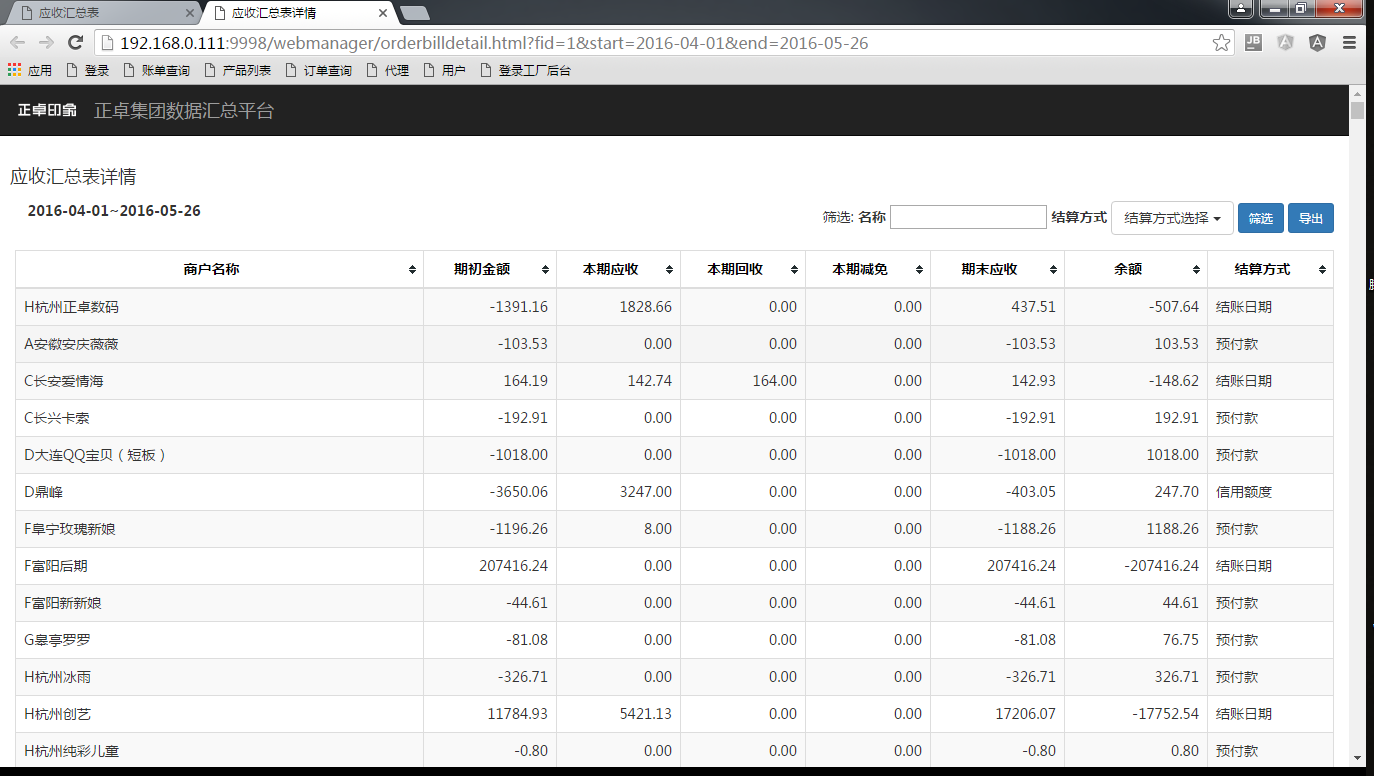 应收汇总表 应收汇总表详情
192.168.0.111:9998/webmanager/orderbilldetail.html?fid=1&start=2016-04-01&end=2016-05-26 JB
应用 登录 账单查询 产品列表 订单查询 代理 用户 登录工厂后台
正卓印象 正卓集团数据汇总平台
应收汇总表详情
2016-04-01~2016-05-26
筛选: 名称 结算方式 结算方式选择 筛选 导出
商户名称 期初金额 本期应收 本期回收 本期减免 期末应收 余额 结算方式
H杭州正卓数码 -1391.16 1828.66 0.00 0.00 437.51 -507.64 结账日期
A安徽安庆薇薇 -103.53 0.00 0.00 0.00 -103.53 103.53 预付款
C长安爱情海 164.19 142.74 164.00 0.00 142.93 -148.62 结账日期
C长兴卡索 -192.91 0.00 0.00 0.00 -192.91 192.91 预付款
D大连QQ宝贝（短板） -1018.00 0.00 0.00 0.00 -1018.00 1018.00 预付款
D鼎峰 -3650.06 3247.00 0.00 0.00 -403.05 247.70 信用额度
F阜宁玫瑰新娘 -1196.26 8.00 0.00 0.00 -1188.26 1188.26 预付款
F富阳后期 207416.24 0.00 0.00 0.00 207416.24 -207416.24 结账日期
F富阳新新娘 -44.61 0.00 0.00 0.00 -44.61 44.61 预付款
G皋亭罗罗 -81.08 0.00 0.00 0.00 -81.08 76.75 预付款
H杭州冰雨 -326.71 0.00 0.00 0.00 -326.71 326.71 预付款
H杭州创艺 11784.93 5421.13 0.00 0.00 17206.07 -17752.54 结账日期
H杭州纯彩儿童 -0.80 0.00 0.00 0.00 -0.80 0.80 预付款